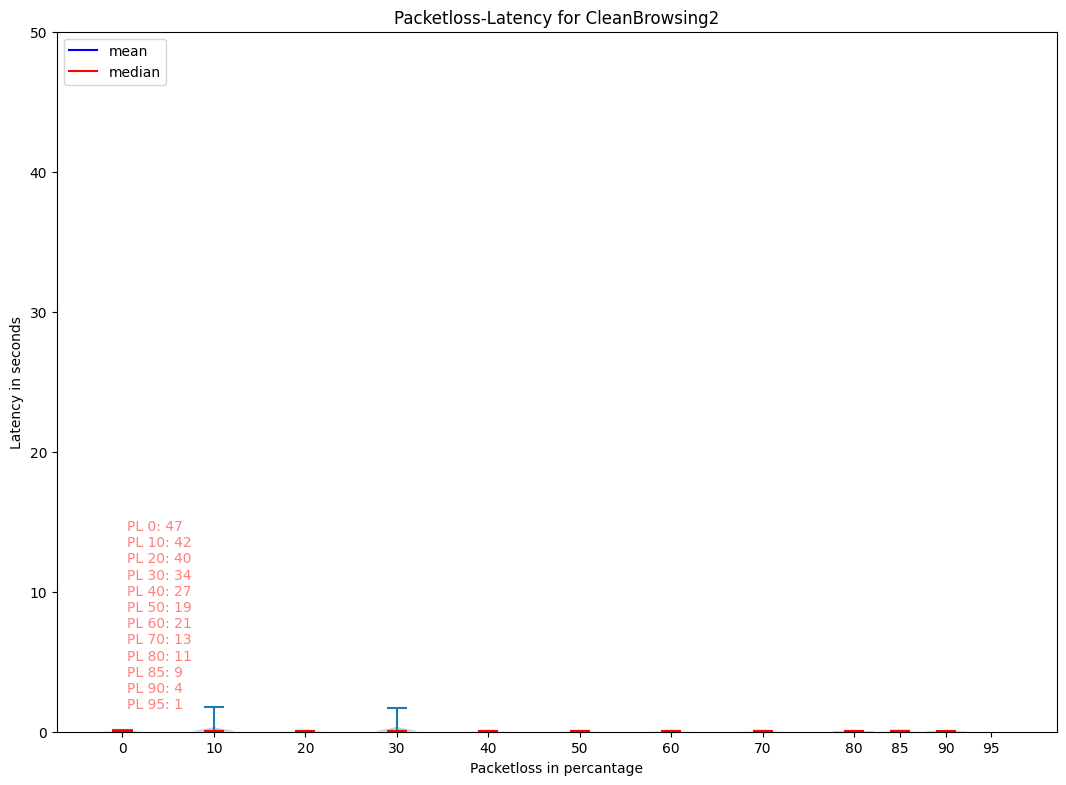 Packetloss-Latency for CleanBrowsing2
mean
median
50
40
30
20
10
0
Latency in seconds
PL 0: 47
PL 10: 42
PL 20: 40
PL 30: 34
PL 40: 27
PL 50: 19
PL 60: 21
PL 70: 13
PL 80: 11
PL 85: 9
PL 90: 4
PL 95: 1
0 10 20 30 40 50 60 70 80 85 90 95
Packetloss in percantage